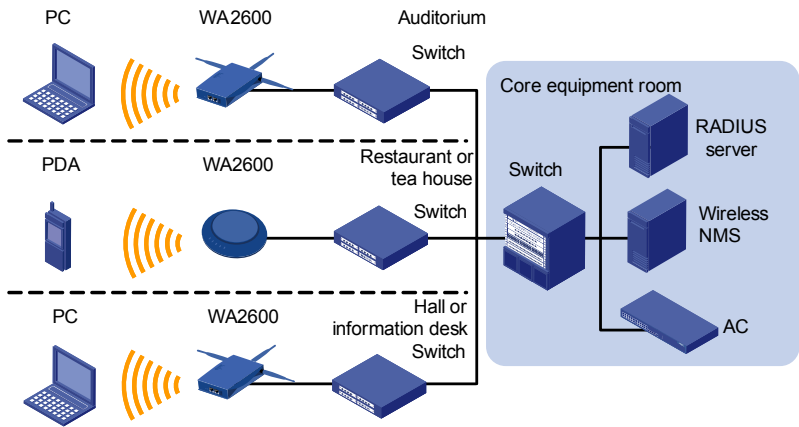 PC
WA2600
Auditorium
Switch
Core equipment room
RADIUS
server
PDA
WA2600
Restaurant or
tea house
Switch
Switch
Wireless
NMS
PC
WA2600
Hall or
information desk
Switch
AC